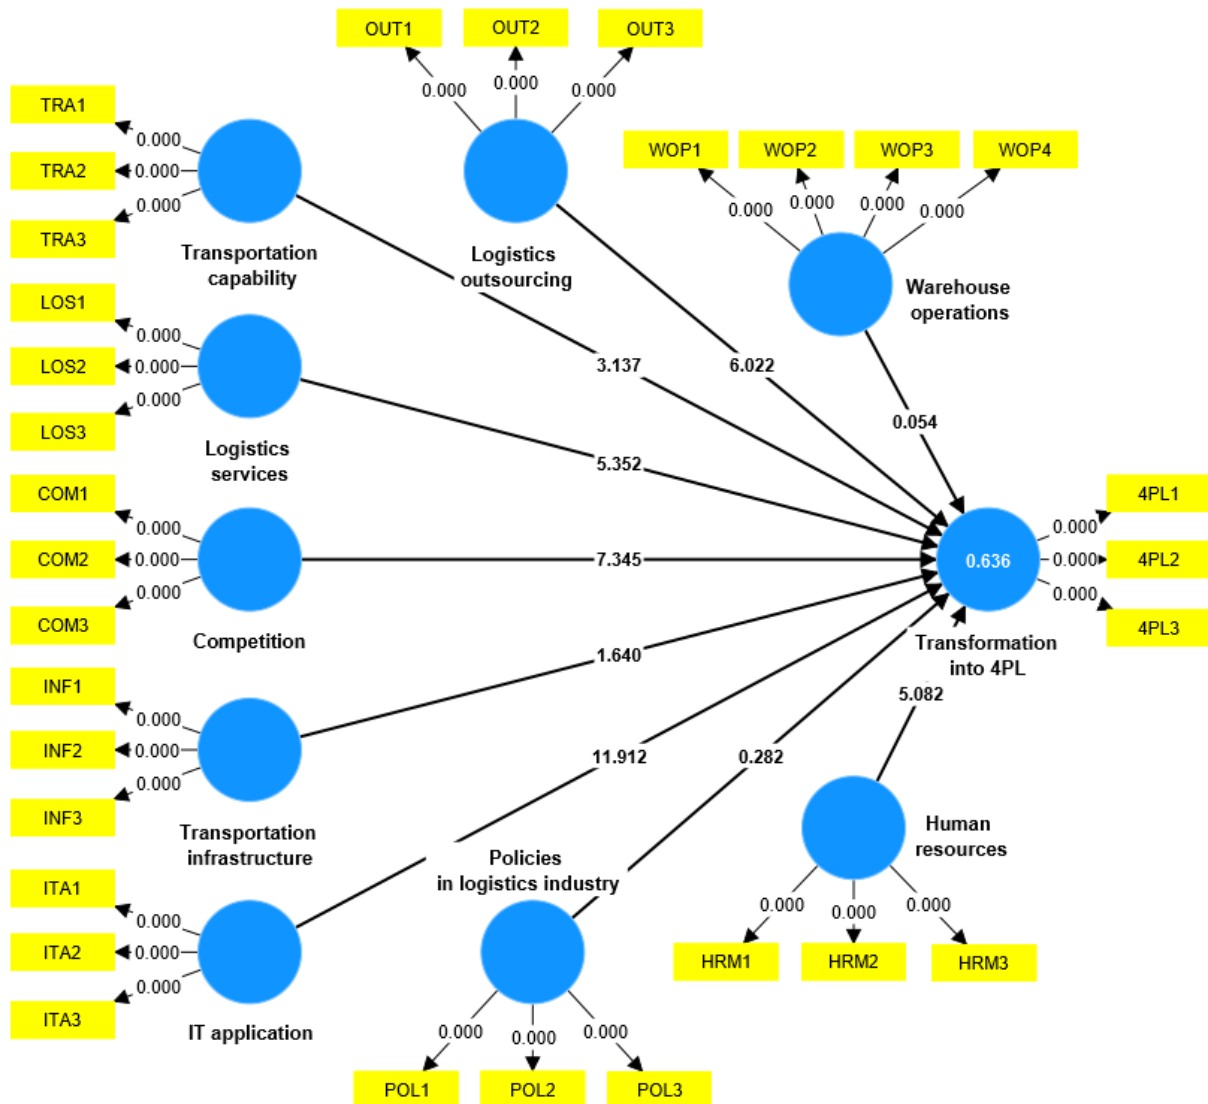 OUT1
OUT2
OUT3
0.000
0.000
0.000
TRA1
TRA2
TRA3
0.000
0.000
0.000
Transportation
capability
Logistics
outsourcing
WOP1
WOP2
WOP3
WOP4
0.000
0.000
0.000
0.000
Warehouse
operations
LOS1
LOS2
LOS3
0.000
0.000
0.000
Logistics
services
3.137
6.022
0.054
5.352
COM1
COM2
COM3
0.000
0.000
0.000
Competition
7.345
0.636
Transformation
into 4PL
0.000
0.000
0.000
4PL1
4PL2
4PL3
INF1
INF2
INF3
0.000
0.000
0.000
Transportation
infrastructure
1.640
11.912
0.282
5.082
ITA1
ITA2
ITA3
0.000
0.000
0.000
IT application
Policies
in logistics industry
0.000
0.000
0.000
POL1
POL2
POL3
Human
resources
0.000
0.000
0.000
HRM1
HRM2
HRM3